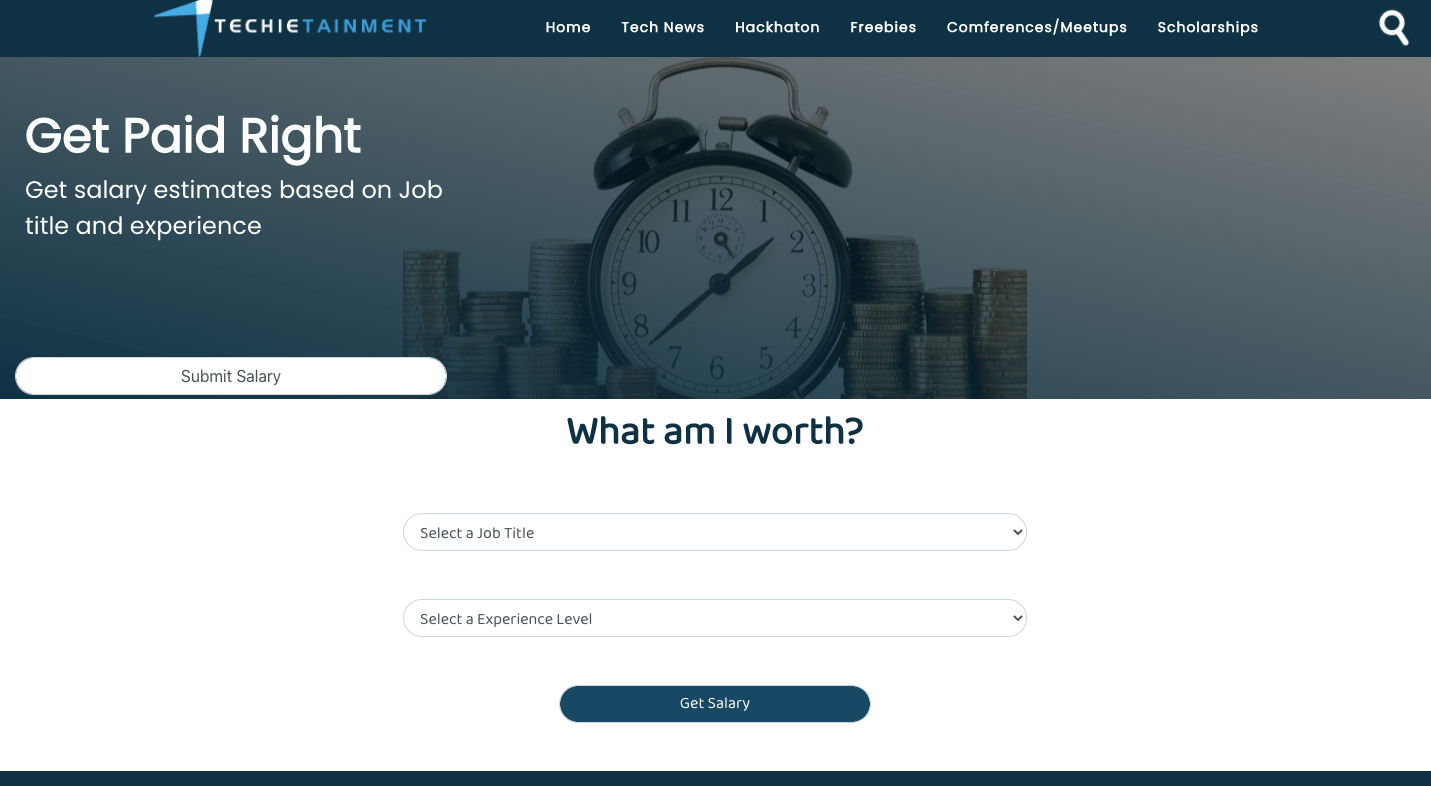 TECHIETAINMENT
Home Tech News Hackhaton Freebies Comferences/Meetups Scholarships
Get Paid Right
Get salary estimates based on Job
title and experience
12
11 1
10 2
9 3
8 4
7 5
6
Submit Salary
What am I worth?
Select a Job Title
Select a Experience Level
Get Salary